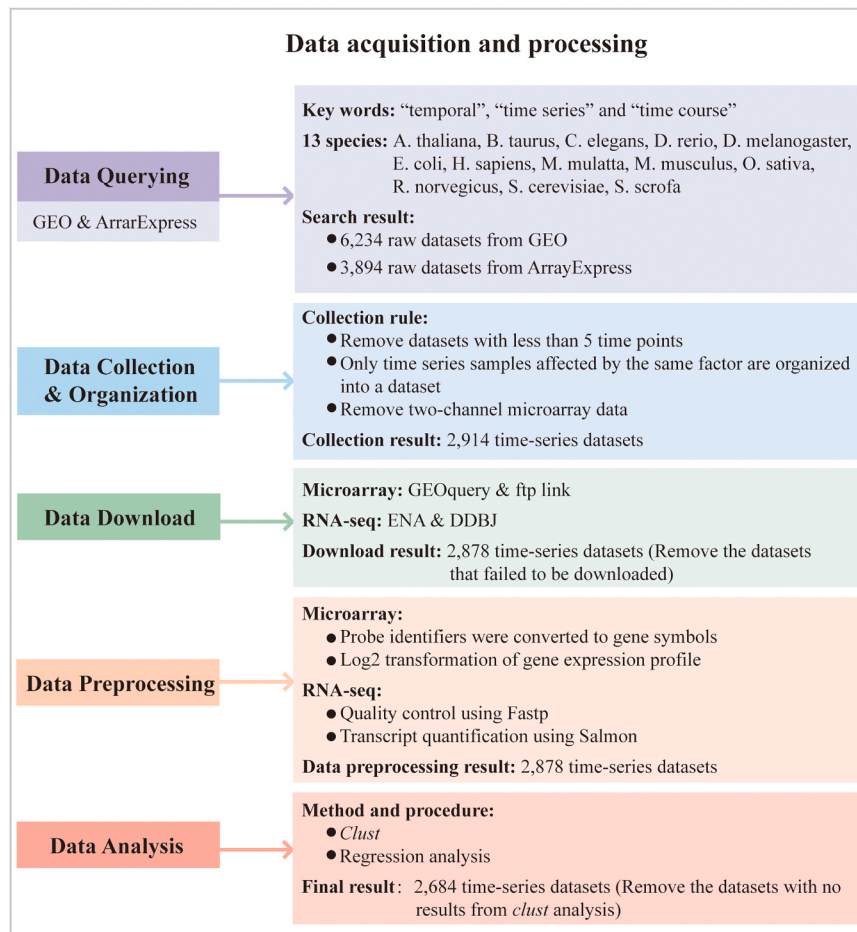 Data acquisition and processing
Data Querying
GEO & ArrarExpress
Key words: “temporal”, “time series” and “time course”
13 species: A. thaliana, B. taurus, C. elegans, D. rerio, D. melanogaster,
E. coli, H. sapiens, M. mulatta, M. musculus, O. sativa,
R. norvegicus, S. cerevisiae, S. scrofa
Search result:
● 6,234 raw datasets from GEO
● 3,894 raw datasets from ArrayExpress
Data Collection
& Organization
Collection rule:
● Remove datasets with less than 5 time points
● Only time series samples affected by the same factor are organized
into a dataset
● Remove two-channel microarray data
Collection result: 2,914 time-series datasets
Data Download
Microarray: GEOquery & ftp link
RNA-seq: ENA & DDBJ
Download result: 2,878 time-series datasets (Remove the datasets
that failed to be downloaded)
Data Preprocessing
Microarray:
● Probe identifiers were converted to gene symbols
● Log2 transformation of gene expression profile
RNA-seq:
● Quality control using Fastp
● Transcript quantification using Salmon
Data preprocessing result: 2,878 time-series datasets
Data Analysis
Method and procedure:
● Clust
● Regression analysis
Final result: 2,684 time-series datasets (Remove the datasets with no
results from clust analysis)